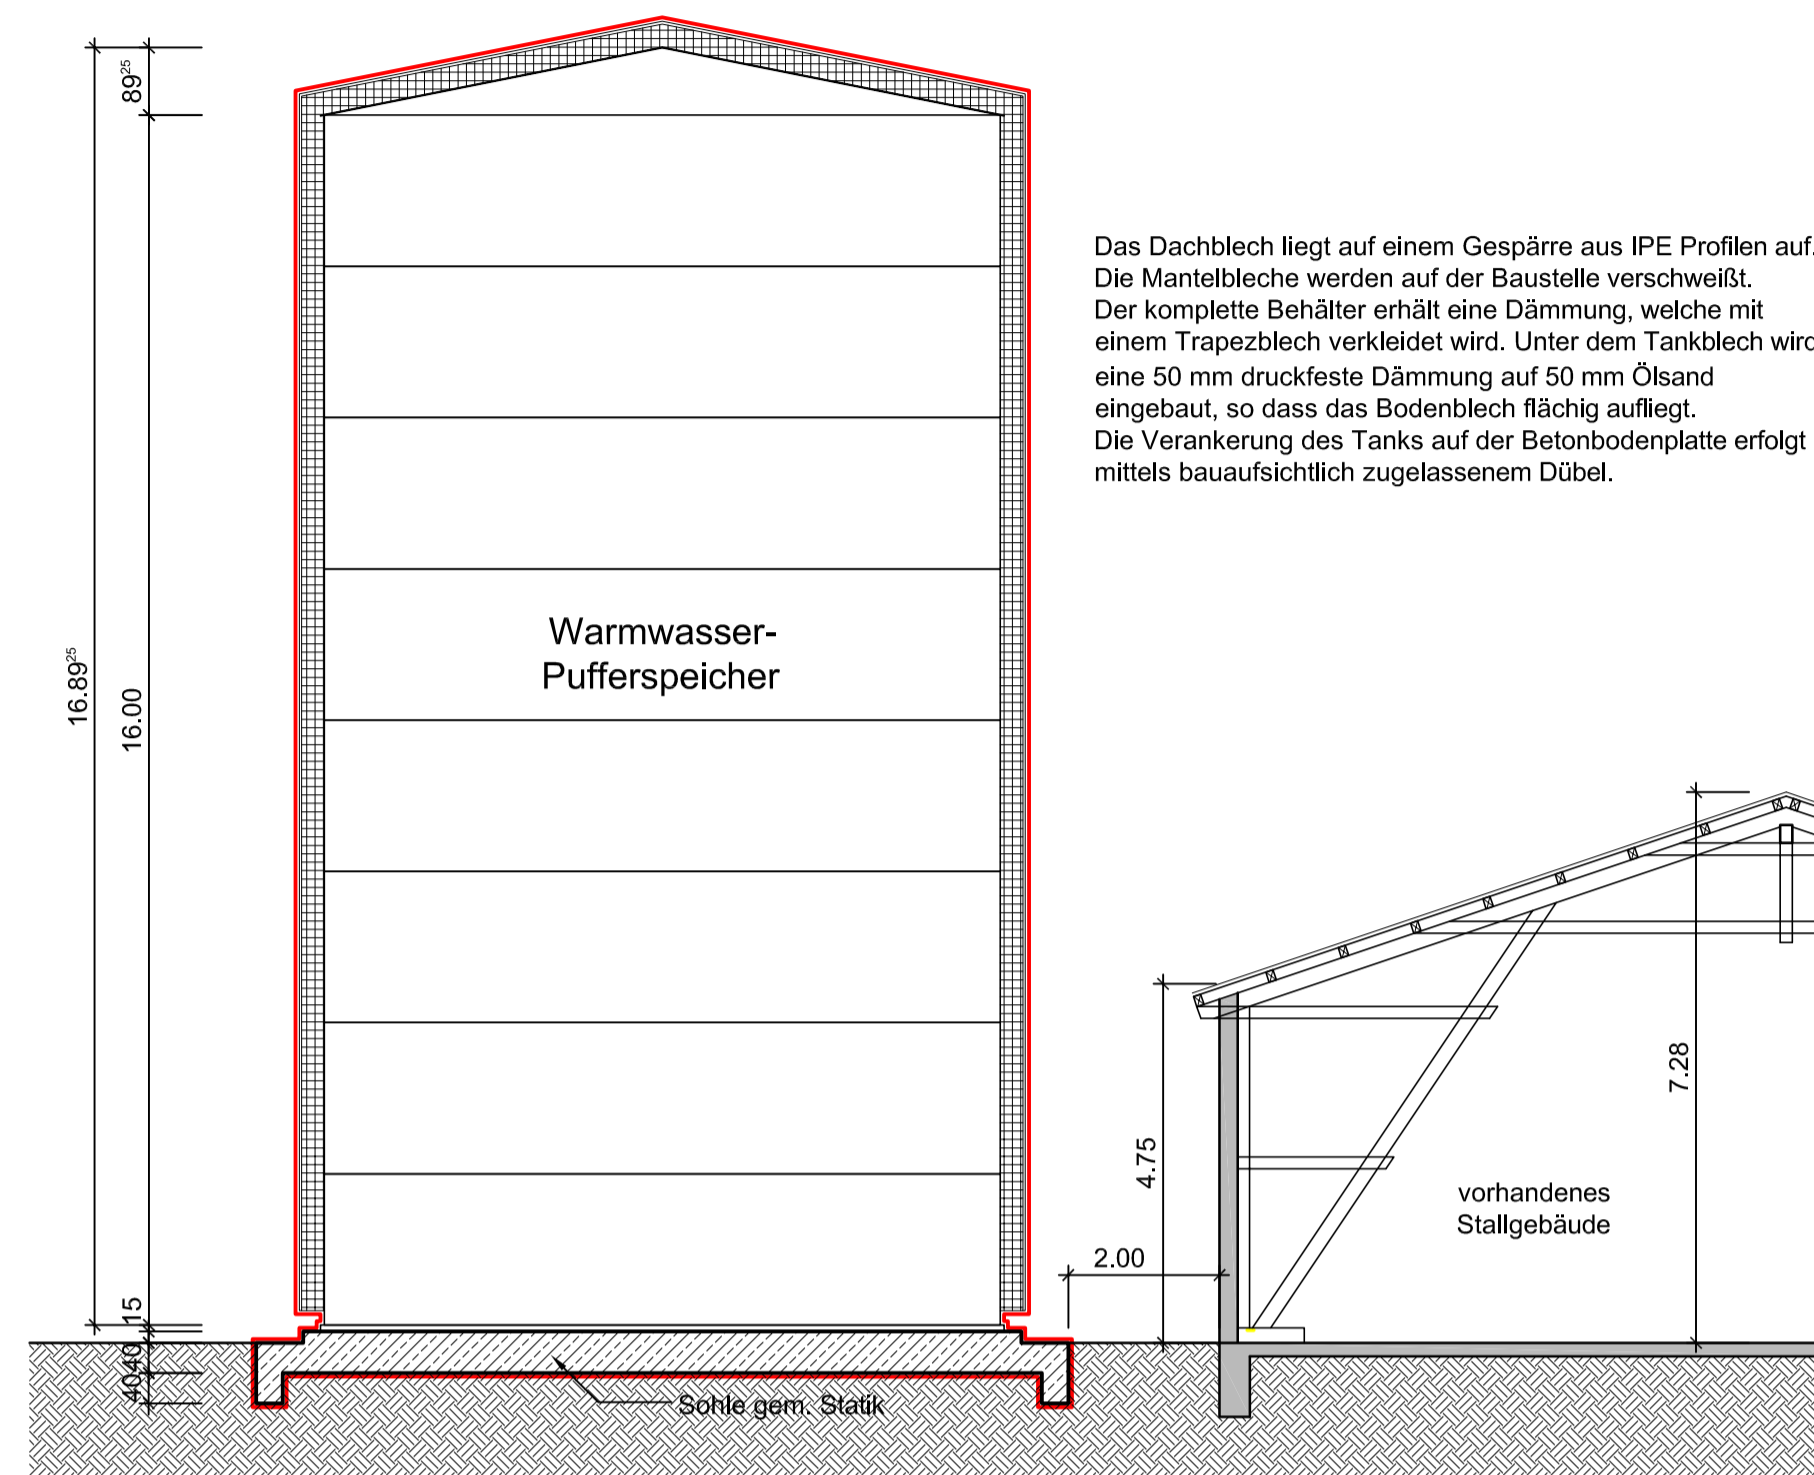 89²⁵
16.89²⁵
16.00
15
40
40
Warmwasser-
Pufferspeicher
Sohle gem. Statik
Das Dachblech liegt auf einem Gespärre aus IPE Profilen auf.
Die Mantelbleche werden auf der Baustelle verschweißt.
Der komplette Behälter erhält eine Dämmung, welche mit
einem Trapezblech verkleidet wird. Unter dem Tankblech wird
eine 50 mm druckfeste Dämmung auf 50 mm Ölsand
eingebaut, so dass das Bodenblech flächig aufliegt.
Die Verankerung des Tanks auf der Betonbodenplatte erfolgt
mittels bauaufsichtlich zugelassenem Dübel.
7.28
4.75
2.00
vorhandenes
Stallgebäude